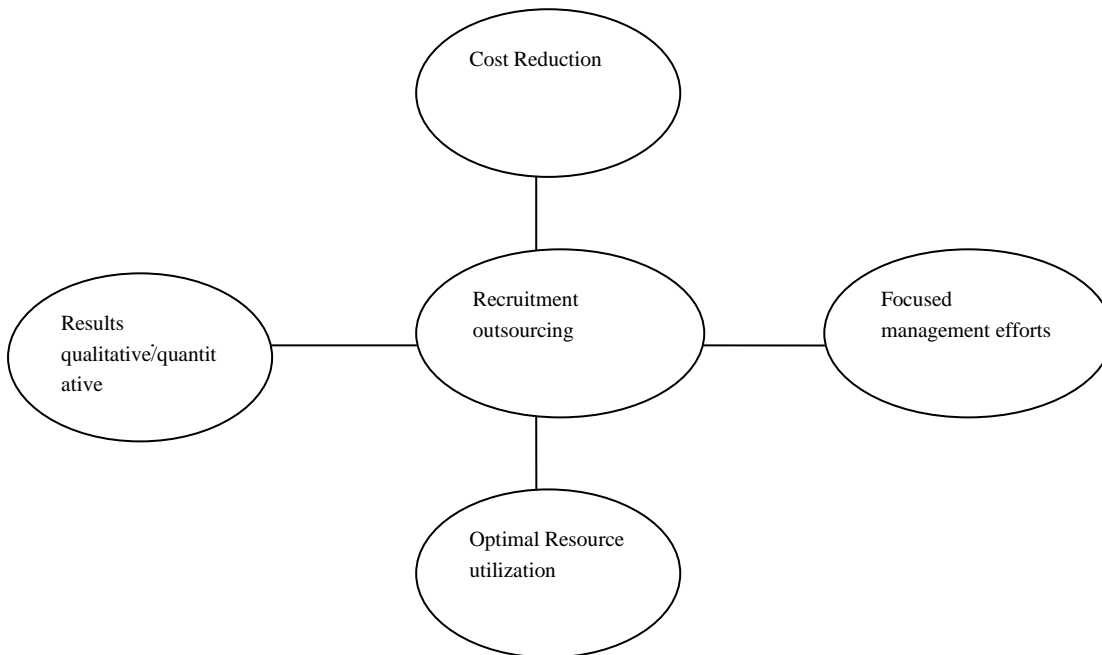 Cost Reduction
Recruitment
outsourcing
Focused
management efforts
Results
qualitative/quantit
ative
Optimal Resource
utilization